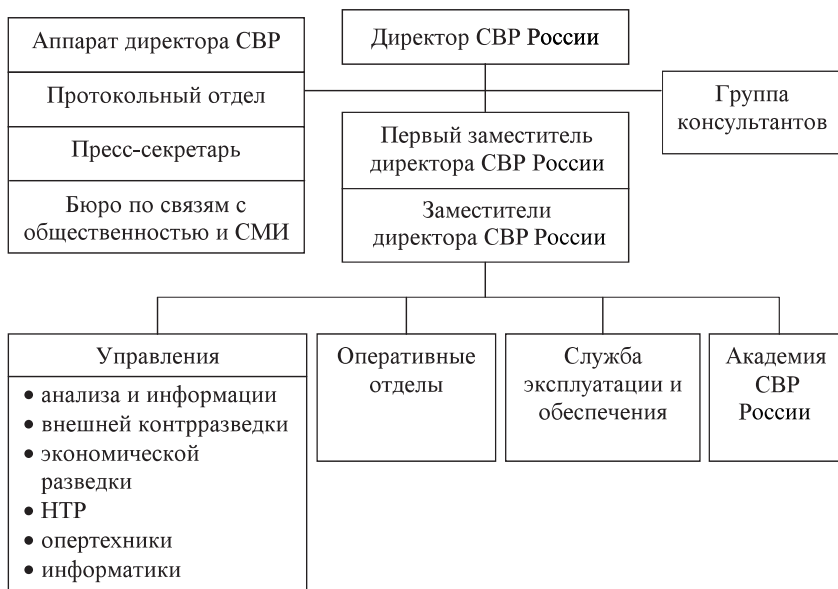 Аппарат директора СВР
Протокольный отдел
Пресс-секретарь
Бюро по связям с
общественностью и СМИ
Директор СВР России
Группа
консультантов
Первый заместитель
директора СВР России
Заместители
директора СВР России
Управления
• анализа и информации
• внешней контрразведки
• экономической
разведки
• НТР
• опертехники
• информатики
Оперативные
отделы
Служба
эксплуатации и
обеспечения
Академия
СВР
России